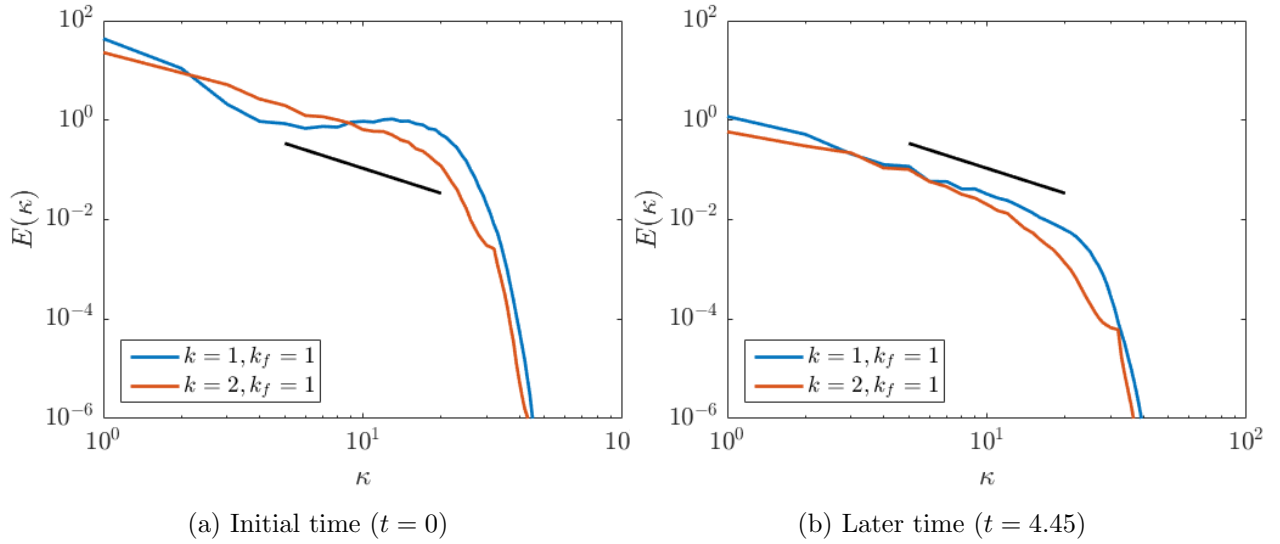 10^2
10^0
10^-2
10^-4
10^-6
E(κ)
k = 1, k_f = 1
k = 2, k_f = 1
10^0 10^1 10
κ
(a) Initial time (t = 0)
10^2
10^0
10^-2
10^-4
10^-6
E(κ)
k = 1, k_f = 1
k = 2, k_f = 1
10^0 10^1 10^2
κ
(b) Later time (t = 4.45)